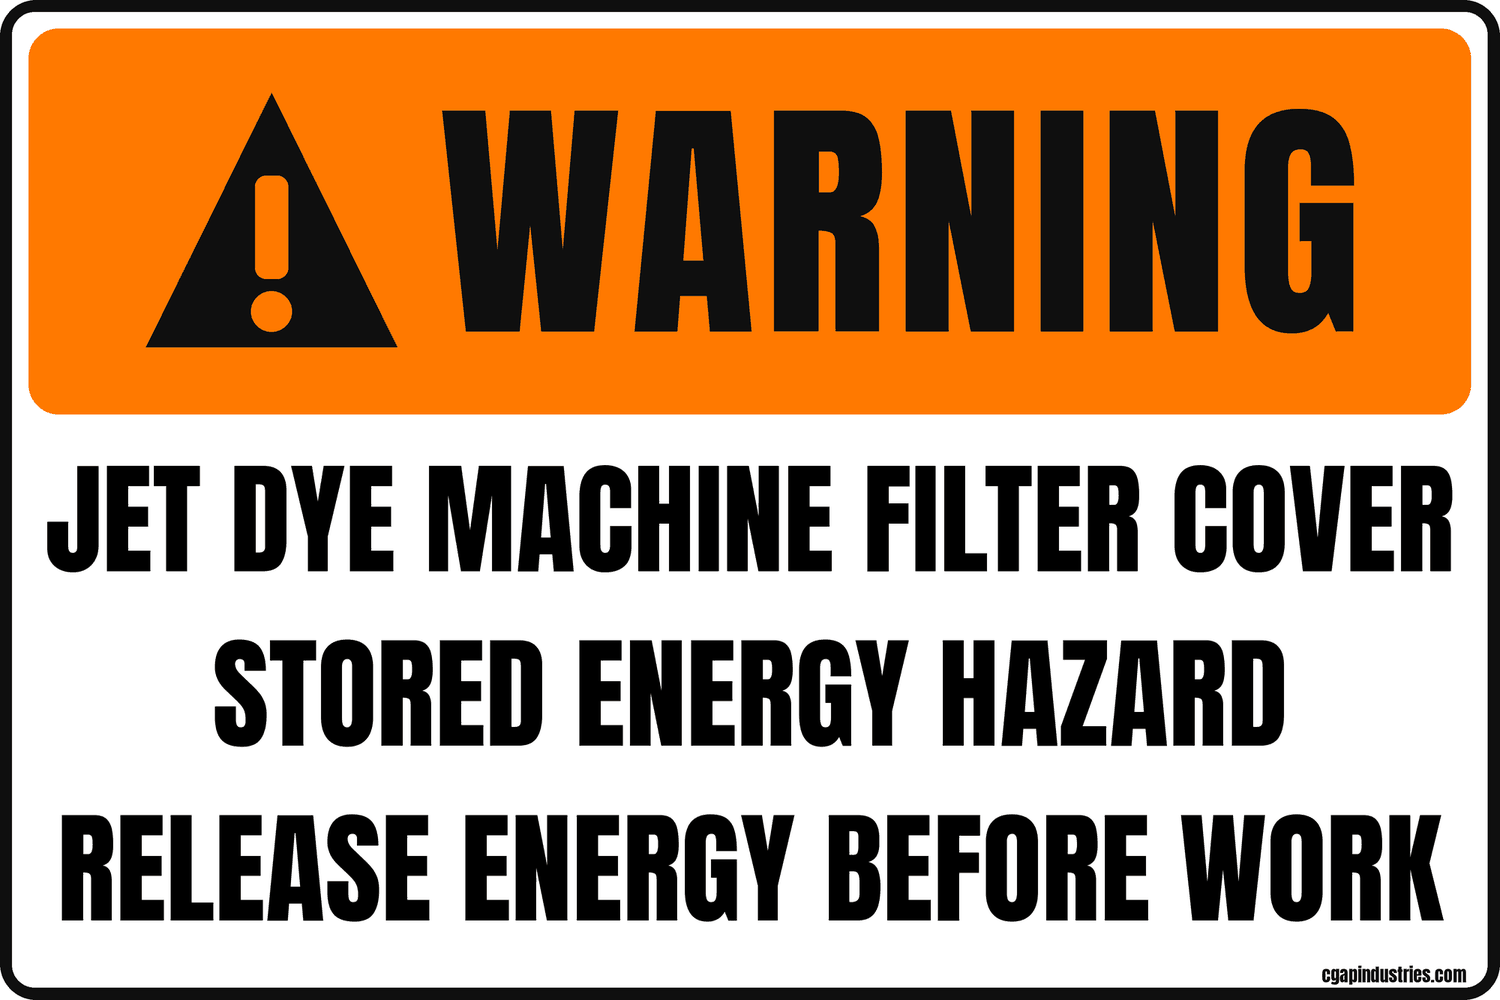 WARNING
JET DYE MACHINE FILTER COVER
STORED ENERGY HAZARD
RELEASE ENERGY BEFORE WORK
cgapindustries.com